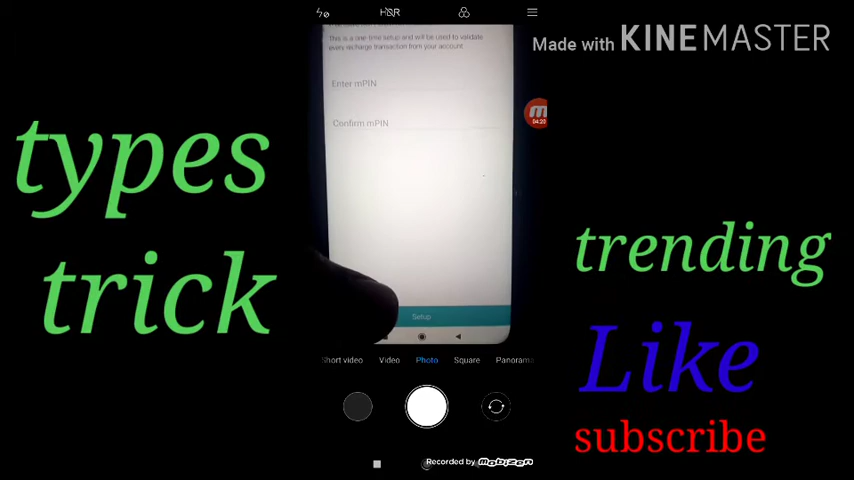 HDR
Made with KINEMASTER
This is a one-time setup and will be used to validate
every recharge transaction from your account.
Enter mPIN
Confirm mPIN
04:23
types
trick
trending
Like
subscribe
Setup
Short video Video Photo Square Panorama
Recorded by Mobizen